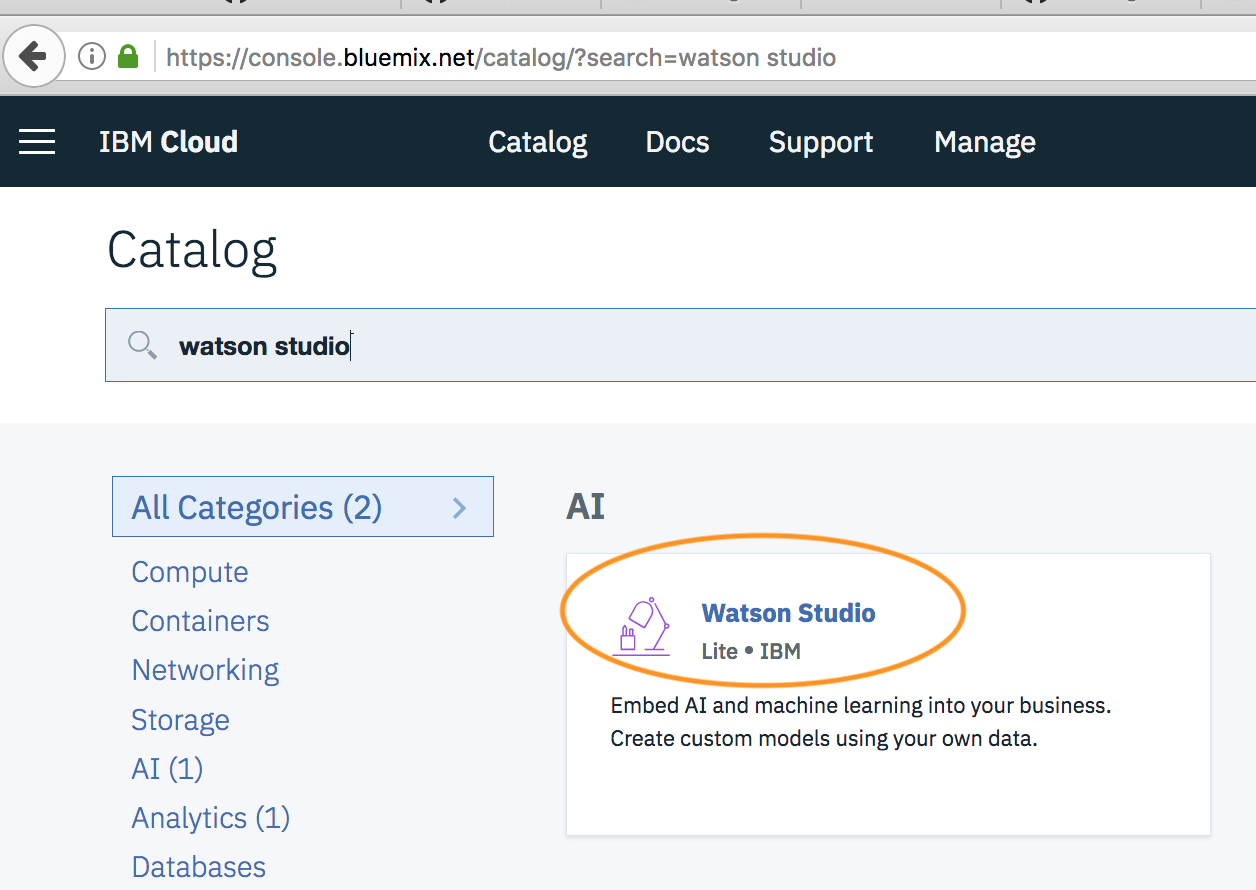 https://console.bluemix.net/catalog/?search=watson studio
IBM Cloud Catalog Docs Support Manage
Catalog
watson studio
All Categories (2)
Compute
Containers
Networking
Storage
AI (1)
Analytics (1)
Databases
AI
Watson Studio
Lite • IBM
Embed AI and machine learning into your business.
Create custom models using your own data.